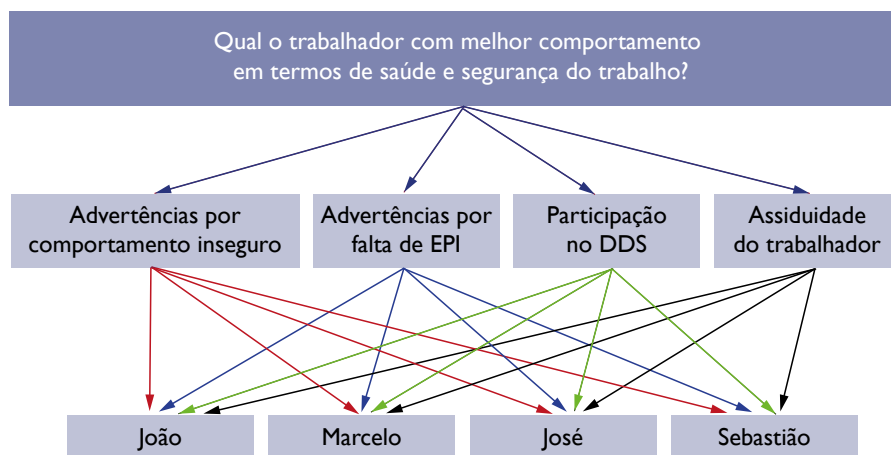 Qual o trabalhador com melhor comportamento
em termos de saúde e segurança do trabalho?
Advertências por
comportamento inseguro
Advertências por
falta de EPI
Participação
no DDS
Assiduidade
do trabalhador
João
Marcelo
José
Sebastião